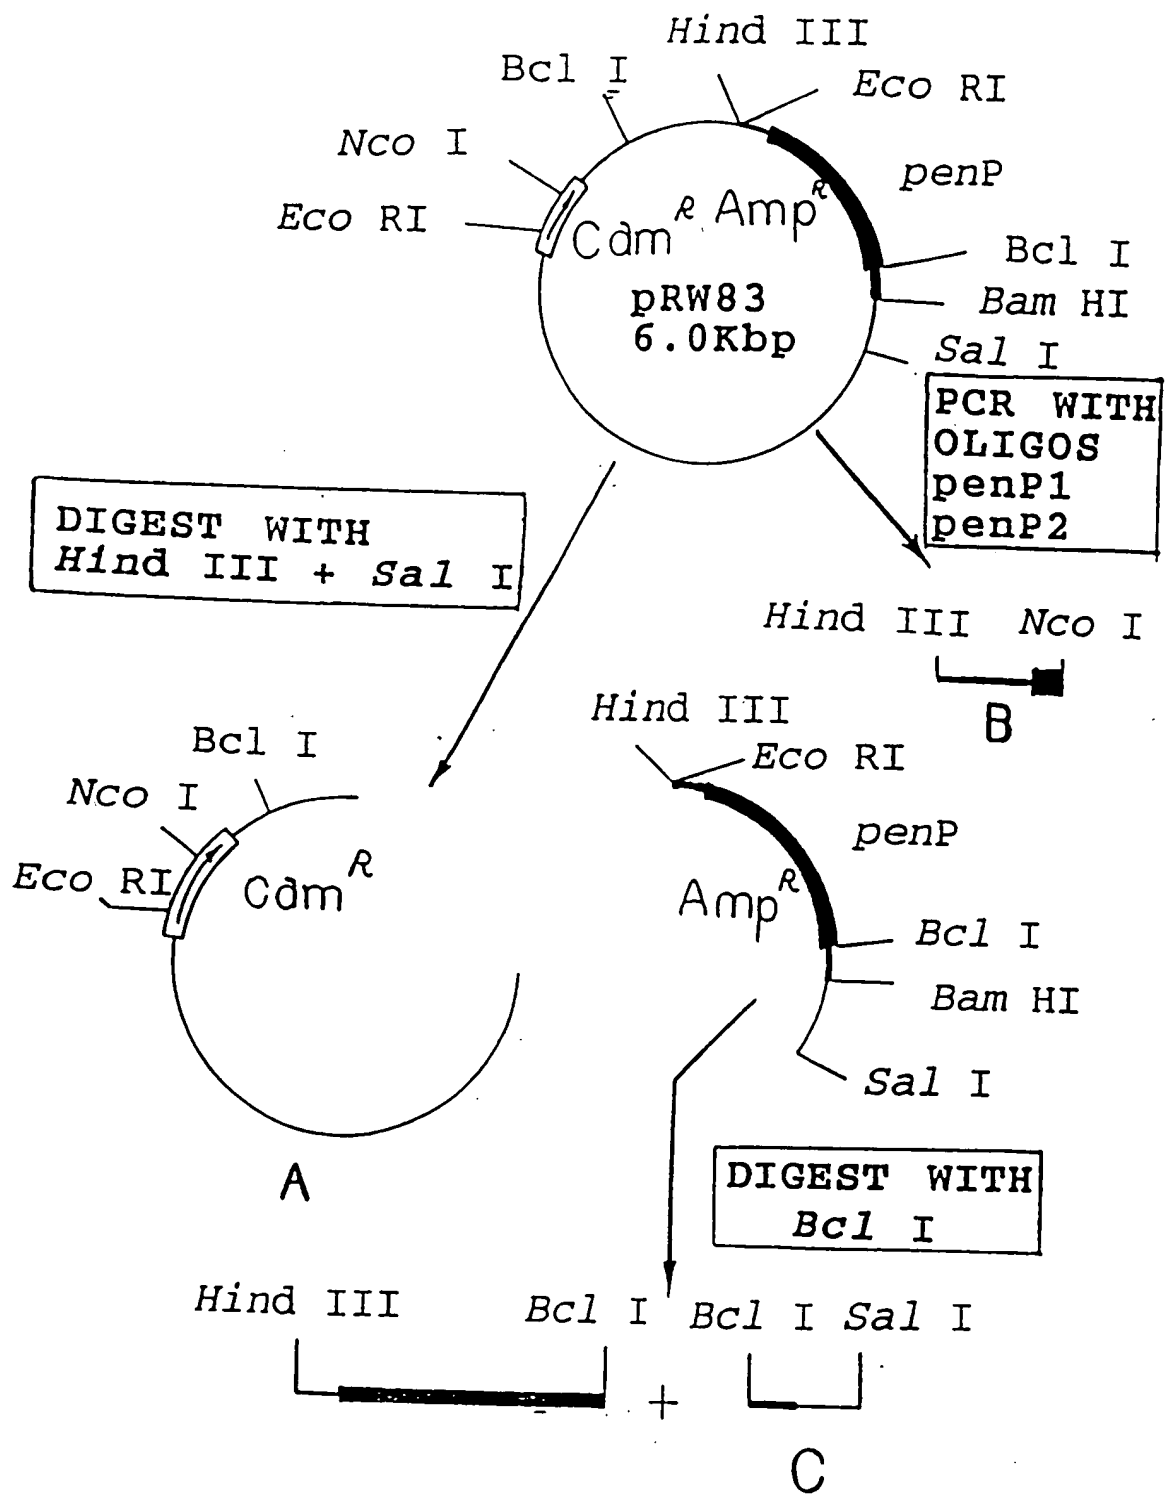 Hind III
Bcl I
Eco RI
Nco I
penP
Eco RI
Cam^R Amp^R
Bcl I
pRW83
Bam HI
6.0Kbp
Sal I
PCR WITH
OLIGOS
penP1
penP2
DIGEST WITH
Hind III + Sal I
Hind III Nco I
B
Hind III
Bcl I
Eco RI
Nco I
penP
Eco RI
Cam^R
Amp^R
Bcl I
Bam HI
Sal I
A
DIGEST WITH
Bcl I
Hind III Bcl I Bcl I Sal I
+
C